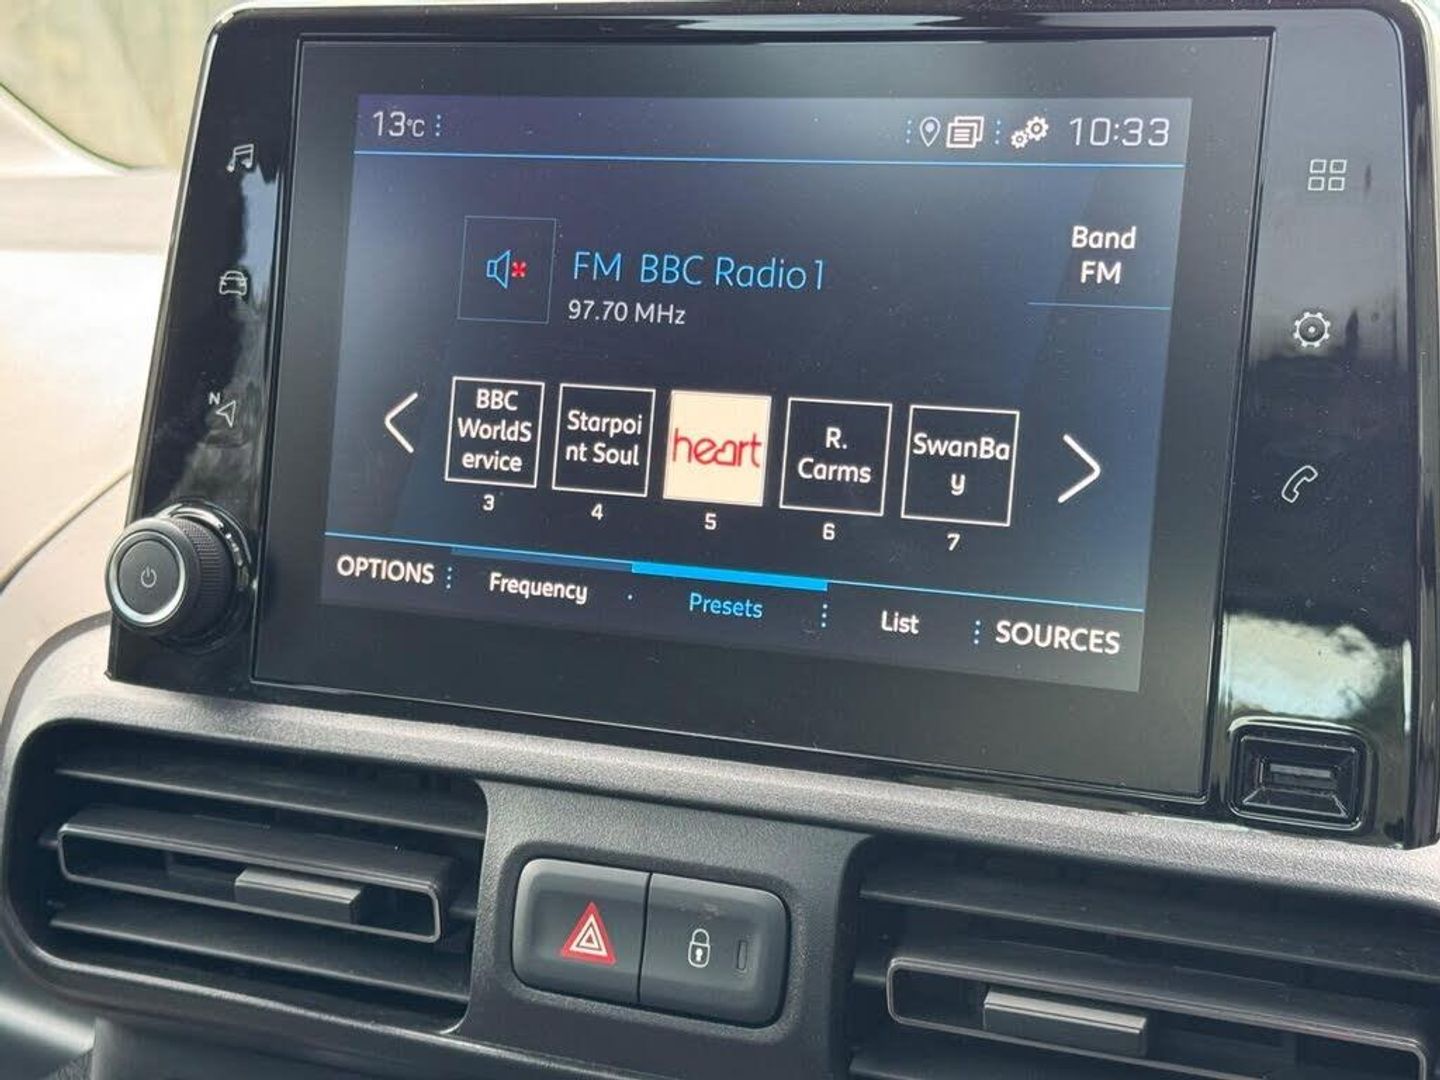 13°C
10:33
Band
FM
FM BBC Radio1
97.70 MHz
BBC
WorldS
ervice
Starpoi
nt Soul
heart
R.
Carms
SwanBa
y
3
4
5
6
7
OPTIONS
Frequency
Presets
List
SOURCES
N